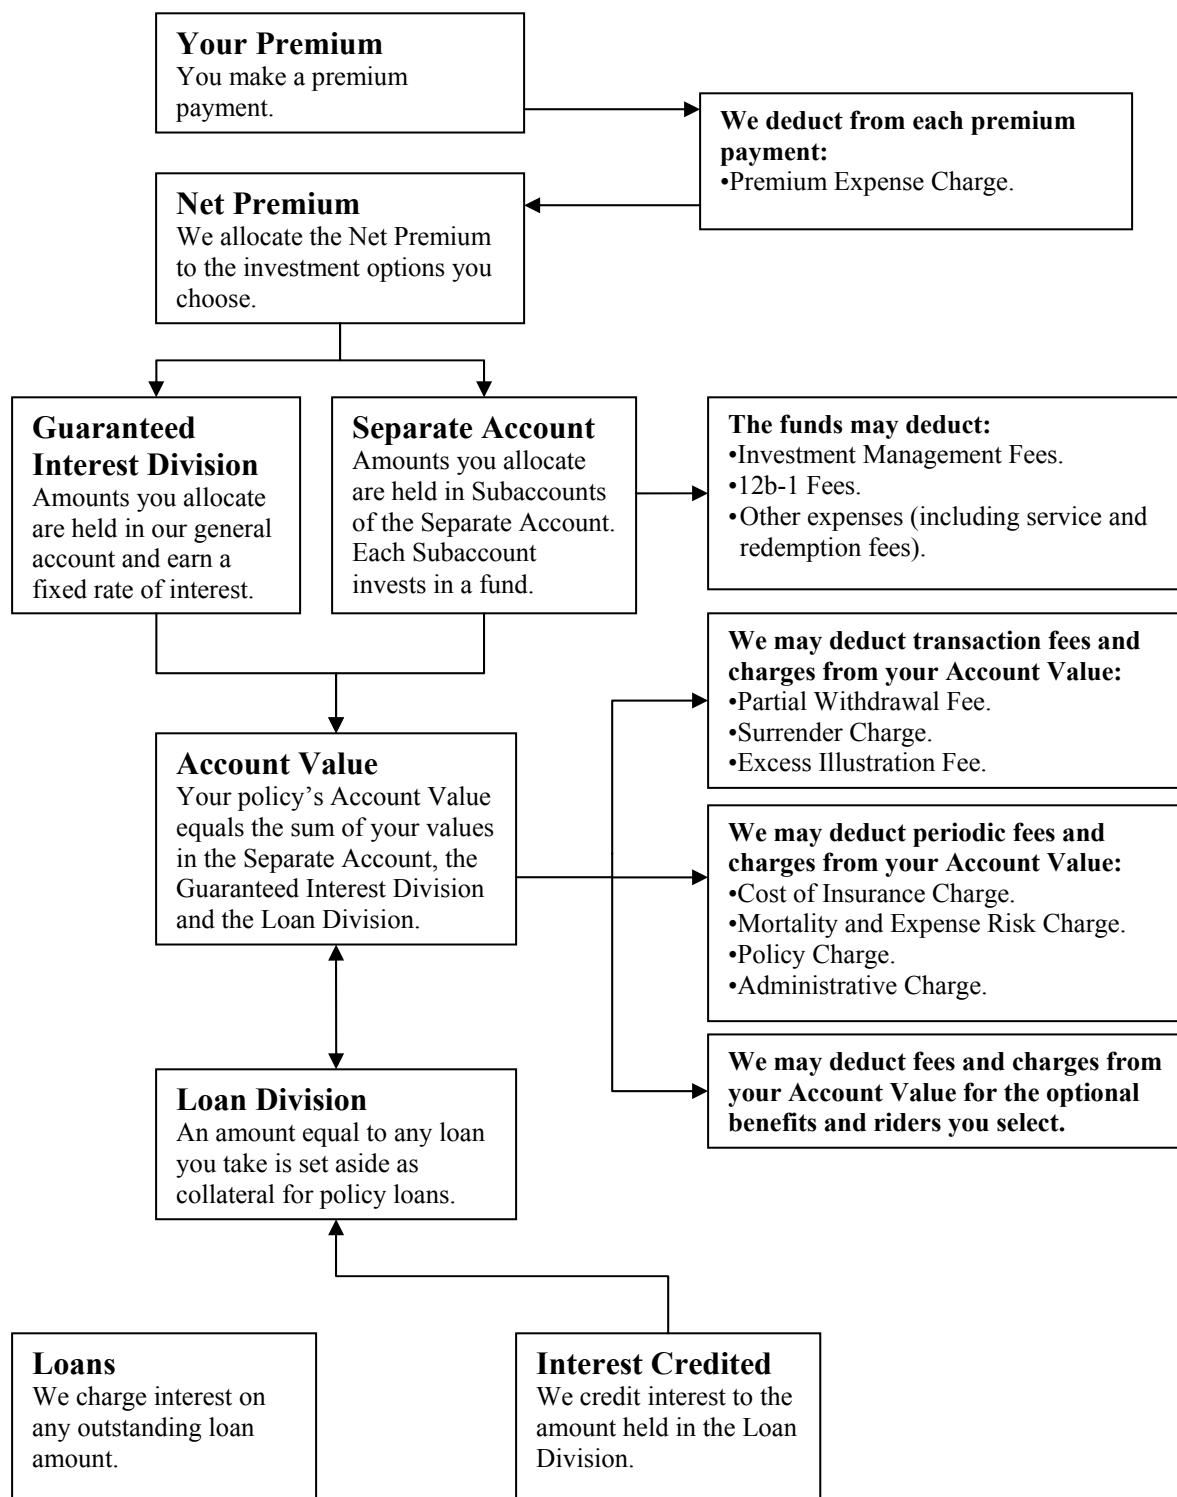 Your Premium
You make a premium
payment.
We deduct from each premium
payment:
•Premium Expense Charge.
Net Premium
We allocate the Net Premium
to the investment options you
choose.
Guaranteed
Interest Division
Amounts you allocate
are held in our general
account and earn a
fixed rate of interest.
Separate Account
Amounts you allocate
are held in Subaccounts
of the Separate Account.
Each Subaccount
invests in a fund.
The funds may deduct:
•Investment Management Fees.
•12b-1 Fees.
•Other expenses (including service and
redemption fees).
We may deduct transaction fees and
charges from your Account Value:
•Partial Withdrawal Fee.
•Surrender Charge.
•Excess Illustration Fee.
Account Value
Your policy’s Account Value
equals the sum of your values
in the Separate Account, the
Guaranteed Interest Division
and the Loan Division.
We may deduct periodic fees and
charges from your Account Value:
•Cost of Insurance Charge.
•Mortality and Expense Risk Charge.
•Policy Charge.
•Administrative Charge.
We may deduct fees and charges from
your Account Value for the optional
benefits and riders you select.
Loan Division
An amount equal to any loan
you take is set aside as
collateral for policy loans.
Loans
We charge interest on
any outstanding loan
amount.
Interest Credited
We credit interest to the
amount held in the Loan
Division.